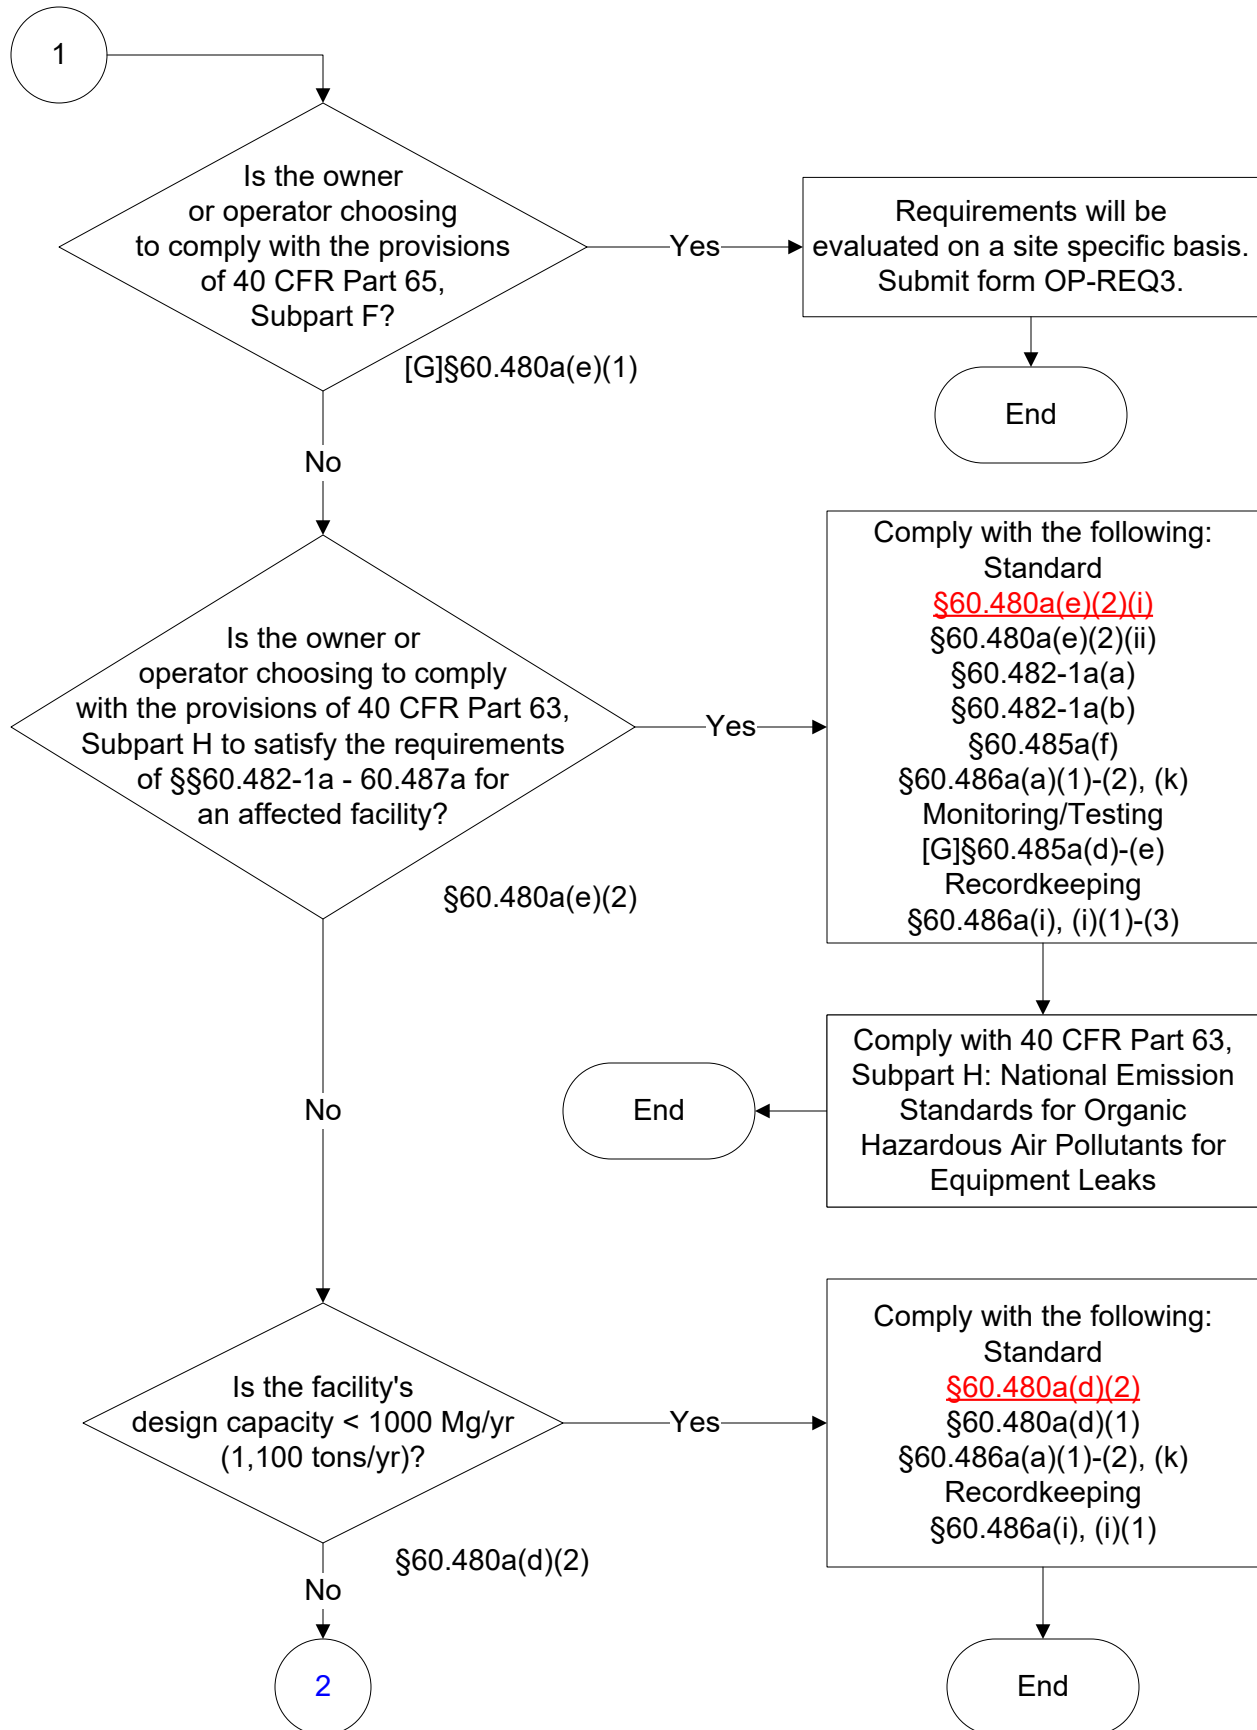 1
Is the owner
or operator choosing
to comply with the provisions
of 40 CFR Part 65,
Subpart F?
Yes
Requirements will be
evaluated on a site specific basis.
Submit form OP-REQ3.
[G]§60.480a(e)(1)
End
No
Is the owner or
operator choosing to comply
with the provisions of 40 CFR Part 63,
Subpart H to satisfy the requirements
of §§60.482-1a - 60.487a for
an affected facility?
Yes
Comply with the following:
Standard
§60.480a(e)(2)(i)
§60.480a(e)(2)(ii)
§60.482-1a(a)
§60.482-1a(b)
§60.485a(f)
§60.486a(a)(1)-(2), (k)
Monitoring/Testing
[G]§60.485a(d)-(e)
Recordkeeping
§60.486a(i), (i)(1)-(3)
§60.480a(e)(2)
No
Comply with 40 CFR Part 63,
Subpart H: National Emission
Standards for Organic
Hazardous Air Pollutants for
Equipment Leaks
End
Is the facility's
design capacity < 1000 Mg/yr
(1,100 tons/yr)?
Yes
Comply with the following:
Standard
§60.480a(d)(2)
§60.480a(d)(1)
§60.486a(a)(1)-(2), (k)
Recordkeeping
§60.486a(i), (i)(1)
§60.480a(d)(2)
No
2
End